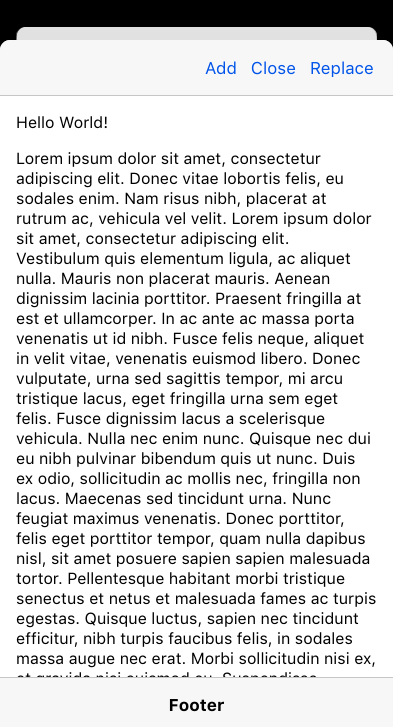 Add Close Replace
Hello World!
Lorem ipsum dolor sit amet, consectetur
adipiscing elit. Donec vitae lobortis felis, eu
sodales enim. Nam risus nibh, placerat at
rutrum ac, vehicula vel velit. Lorem ipsum dolor
sit amet, consectetur adipiscing elit.
Vestibulum quis elementum ligula, ac aliquet
nulla. Mauris non placerat mauris. Aenean
dignissim lacinia porttitor. Praesent fringilla at
est et ullamcorper. In ac ante ac massa porta
venenatis ut id nibh. Fusce felis neque, aliquet
in velit vitae, venenatis euismod libero. Donec
vulputate, urna sed sagittis tempor, mi arcu
tristique lacus, eget fringilla urna sem eget
felis. Fusce dignissim lacus a scelerisque
vehicula. Nulla nec enim nunc. Quisque nec dui
eu nibh pulvinar bibendum quis ut nunc. Duis
ex odio, sollicitudin ac mollis nec, fringilla non
lacus. Maecenas sed tincidunt urna. Nunc
feugiat maximus venenatis. Donec porttitor,
felis eget porttitor tempor, quam nulla dapibus
nisl, sit amet posuere sapien sapien malesuada
tortor. Pellentesque habitant morbi tristique
senectus et netus et malesuada fames ac turpis
egestas. Quisque luctus, sapien nec tincidunt
efficitur, nibh turpis faucibus felis, in sodales
massa augue nec erat. Morbi sollicitudin nisi ex,
Footer